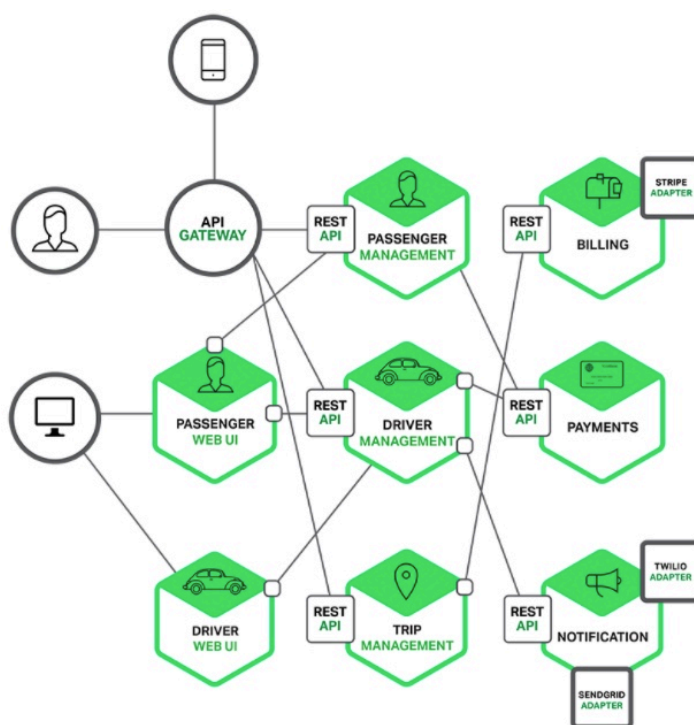 API
GATEWAY
REST
API
PASSENGER
MANAGEMENT
REST
API
BILLING
STRIPE
ADAPTER
PASSENGER
WEB UI
REST
API
DRIVER
MANAGEMENT
REST
API
PAYMENTS
DRIVER
WEB UI
REST
API
TRIP
MANAGEMENT
REST
API
NOTIFICATION
TWILIO
ADAPTER
SENDGRID
ADAPTER